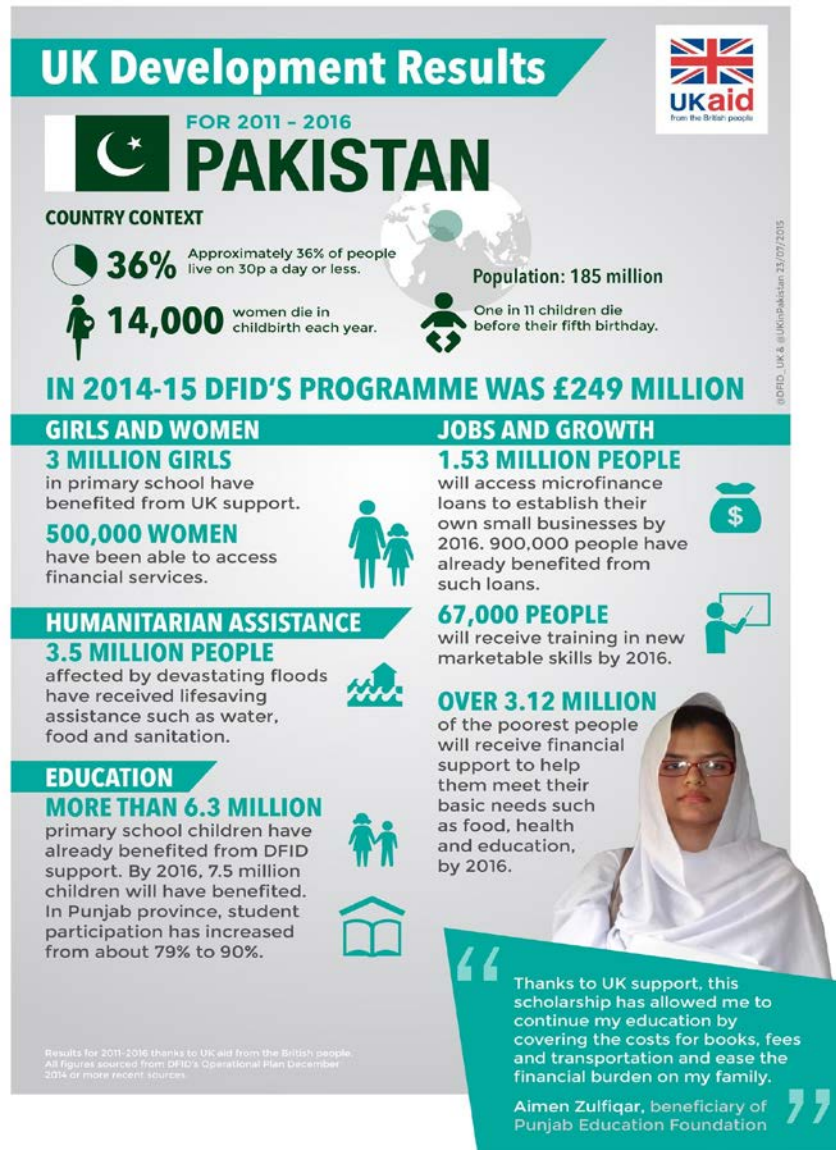 UK Development Results
UKaid
from the British people
FOR 2011 - 2016
PAKISTAN
COUNTRY CONTEXT
36%
Approximately 36% of people
live on 30p a day or less.
14,000
women die in
childbirth each year.
Population: 185 million
One in 11 children die
before their fifth birthday.
@DFID_UK & @UKinPakistan 23/07/2015
IN 2014-15 DFID'S PROGRAMME WAS £249 MILLION
GIRLS AND WOMEN
3 MILLION GIRLS
in primary school have
benefited from UK support.
500,000 WOMEN
have been able to access
financial services.
HUMANITARIAN ASSISTANCE
3.5 MILLION PEOPLE
affected by devastating floods
have received lifesaving
assistance such as water,
food and sanitation.
EDUCATION
MORE THAN 6.3 MILLION
primary school children have
already benefited from DFID
support. By 2016, 7.5 million
children will have benefited.
In Punjab province, student
participation has increased
from about 79% to 90%.
Results for 2011-2016 thanks to UK aid from the British people.
All figures sourced from DFID's Operational Plan December
2014 or more recent sources.
JOBS AND GROWTH
1.53 MILLION PEOPLE
will access microfinance
loans to establish their
own small businesses by
2016. 900,000 people have
already benefited from
such loans.
$
67,000 PEOPLE
will receive training in new
marketable skills by 2016.
OVER 3.12 MILLION
of the poorest people
will receive financial
support to help
them meet their
basic needs such
as food, health
and education,
by 2016.
“
Thanks to UK support, this
scholarship has allowed me to
continue my education by
covering the costs for books, fees
and transportation and ease the
financial burden on my family.
Aimen Zulfiqar, beneficiary of
Punjab Education Foundation
”